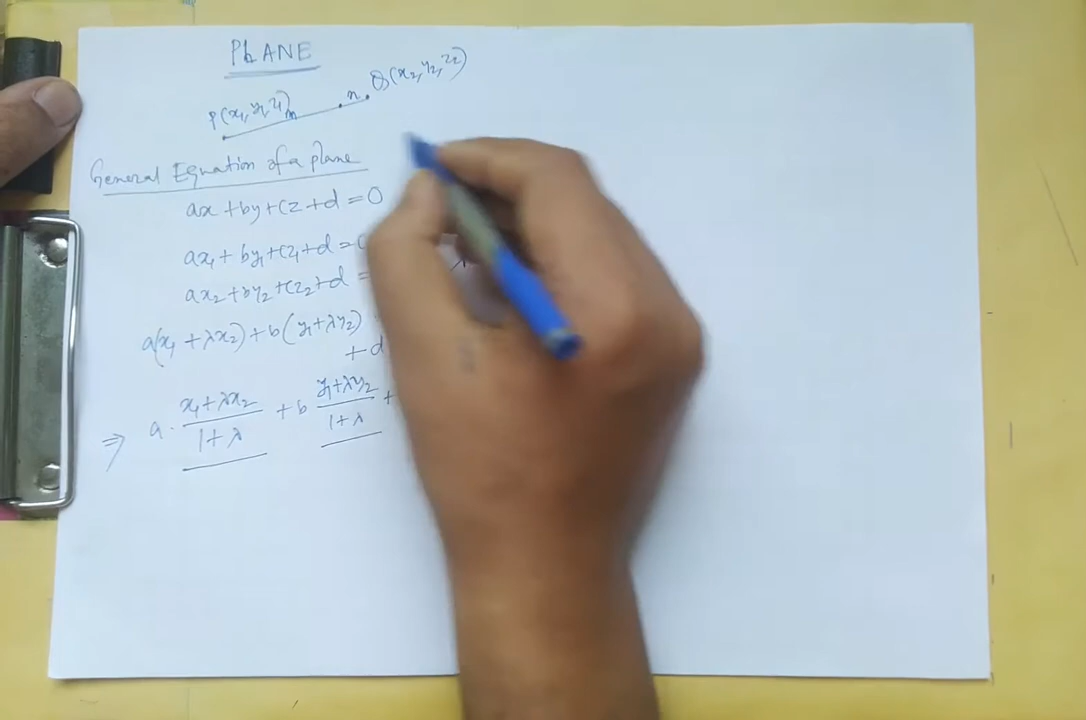 PLANE
P(x₁, y₁, z₁) m n Q(x₂, y₂, z₂)
General Equation of a plane
ax + by + cz + d = 0
ax₁ + by₁ + cz₁ + d = 0
ax₂ + by₂ + cz₂ + d =
a(x₁ + λx₂) + b(y₁ + λy₂)
+ d
⇒ a. x₁ + λx₂ / 1 + λ + b y₁ + λy₂ / 1 + λ +